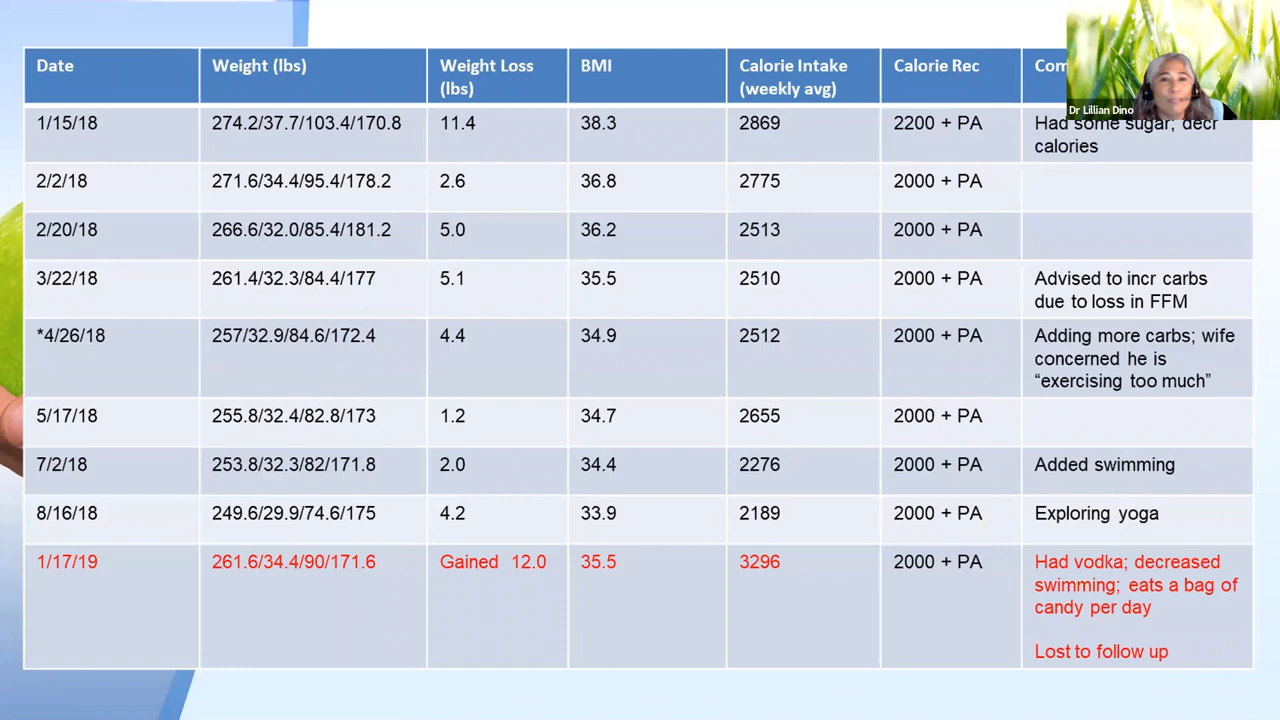 Date Weight (lbs) Weight Loss (lbs) BMI Calorie Intake (weekly avg) Calorie Rec
Dr Lillian Dino
1/15/18 274.2/37.7/103.4/170.8 11.4 38.3 2869 2200 + PA Had some sugar; decr
calories
2/2/18 271.6/34.4/95.4/178.2 2.6 36.8 2775 2000 + PA
2/20/18 266.6/32.0/85.4/181.2 5.0 36.2 2513 2000 + PA
3/22/18 261.4/32.3/84.4/177 5.1 35.5 2510 2000 + PA Advised to incr carbs
due to loss in FFM
*4/26/18 257/32.9/84.6/172.4 4.4 34.9 2512 2000 + PA Adding more carbs; wife
concerned he is
“exercising too much”
5/17/18 255.8/32.4/82.8/173 1.2 34.7 2655 2000 + PA
7/2/18 253.8/32.3/82/171.8 2.0 34.4 2276 2000 + PA Added swimming
8/16/18 249.6/29.9/74.6/175 4.2 33.9 2189 2000 + PA Exploring yoga
1/17/19 261.6/34.4/90/171.6 Gained 12.0 35.5 3296 2000 + PA Had vodka; decreased
swimming; eats a bag of
candy per day
Lost to follow up